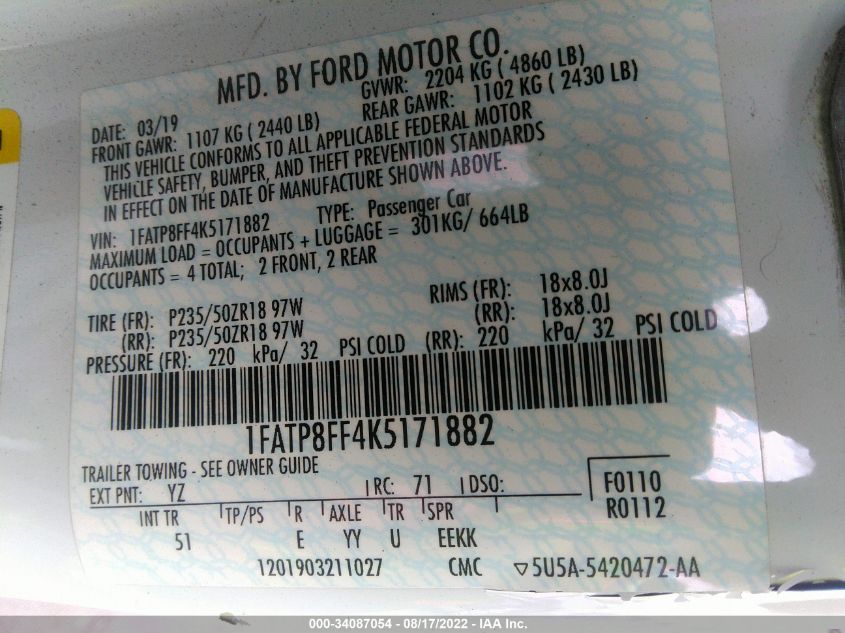 MFD. BY FORD MOTOR CO.
DATE: 03/19 GVWR: 2204 KG ( 4860 LB)
FRONT GAWR: 1107 KG ( 2440 LB) REAR GAWR: 1102 KG ( 2430 LB)
THIS VEHICLE CONFORMS TO ALL APPLICABLE FEDERAL MOTOR
VEHICLE SAFETY, BUMPER, AND THEFT PREVENTION STANDARDS
IN EFFECT ON THE DATE OF MANUFACTURE SHOWN ABOVE.
VIN: 1FATP8FF4K5171882 TYPE: Passenger Car
MAXIMUM LOAD = OCCUPANTS + LUGGAGE = 301KG/ 664LB
OCCUPANTS = 4 TOTAL; 2 FRONT, 2 REAR
TIRE (FR): P235/50ZR18 97W RIMS (FR): 18x8.0J
(RR): P235/50ZR18 97W (RR): 18x8.0J
PRESSURE (FR): 220 kPa/ 32 PSI COLD (RR): 220 kPa/ 32 PSI COLD
1FATP8FF4K5171882
TRAILER TOWING - SEE OWNER GUIDE
EXT PNT: YZ RC: 71 DSO: F0110
R0112
INT TR TP/PS R AXLE TR SPR
51 E YY U EEKK
1201903211027 CMC ▽5U5A-5420472-AA
000-34087054 - 08/17/2022 - IAA Inc.